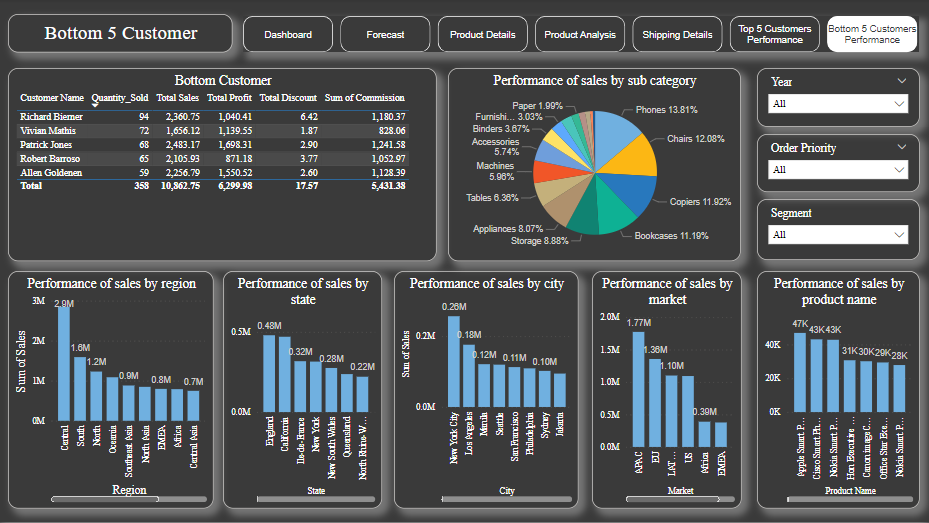 Bottom 5 Customer
Dashboard
Forecast
Product Details
Product Analysis
Shipping Details
Top 5 Customers
Performance
Bottom 5 Customers
Performance
Bottom Customer
Customer Name Quantity_Sold Total Sales Total Profit Total Discount Sum of Commission
Richard Bierner 94 2,360.75 1,040.41 6.42 1,180.37
Vivian Mathis 72 1,656.12 1,139.55 1.87 828.06
Patrick Jones 68 2,483.17 1,698.31 2.90 1,241.58
Robert Barroso 65 2,105.93 871.18 3.77 1,052.97
Allen Goldenen 59 2,256.79 1,550.52 2.60 1,128.39
Total 358 10,862.75 6,299.98 17.57 5,431.38
Performance of sales by sub category
Paper 1.99%
Furnishi... 3.03%
Binders 3.67%
Accessories
5.74%
Machines
5.96%
Tables 6.36%
Appliances 8.07%
Storage 8.88%
Phones 13.81%
Chairs 12.08%
Copiers 11.92%
Bookcases 11.19%
Year
All
Order Priority
All
Segment
All
Performance of sales by region
Sum of Sales
3M
2M
1M
0M
2.9M
1.6M
1.2M
0.9M
0.8M
0.7M
Central
South
North
Oceania
Southeast Asia
North Asia
EMEA
Africa
Central Asia
Region
Performance of sales by
state
0.5M
0.0M
0.48M
0.32M
0.28M
0.22M
England
California
Ile-de-France
New York
New South Wales
Queensland
North Rhine-W...
State
Performance of sales by city
Sum of Sales
0.2M
0.0M
0.26M
0.18M
0.12M
0.11M
0.10M
New York City
Los Angeles
Manila
Seattle
San Francisco
Philadelphia
Sydney
Jakarta
City
Performance of sales by
market
2.0M
1.5M
1.0M
0.5M
0.0M
1.77M
1.36M
1.10M
0.39M
APAC
EU
LAT...
US
Africa
EMEA
Market
Performance of sales by
product name
40K
20K
0K
47K
43K
43K
31K
30K
29K
28K
Apple Smart P...
Cisco Smart Ph...
Nokia Smart P...
Hon Executive ...
Canon image C...
Office Star Exe...
Nokia Smart P...
Product Name